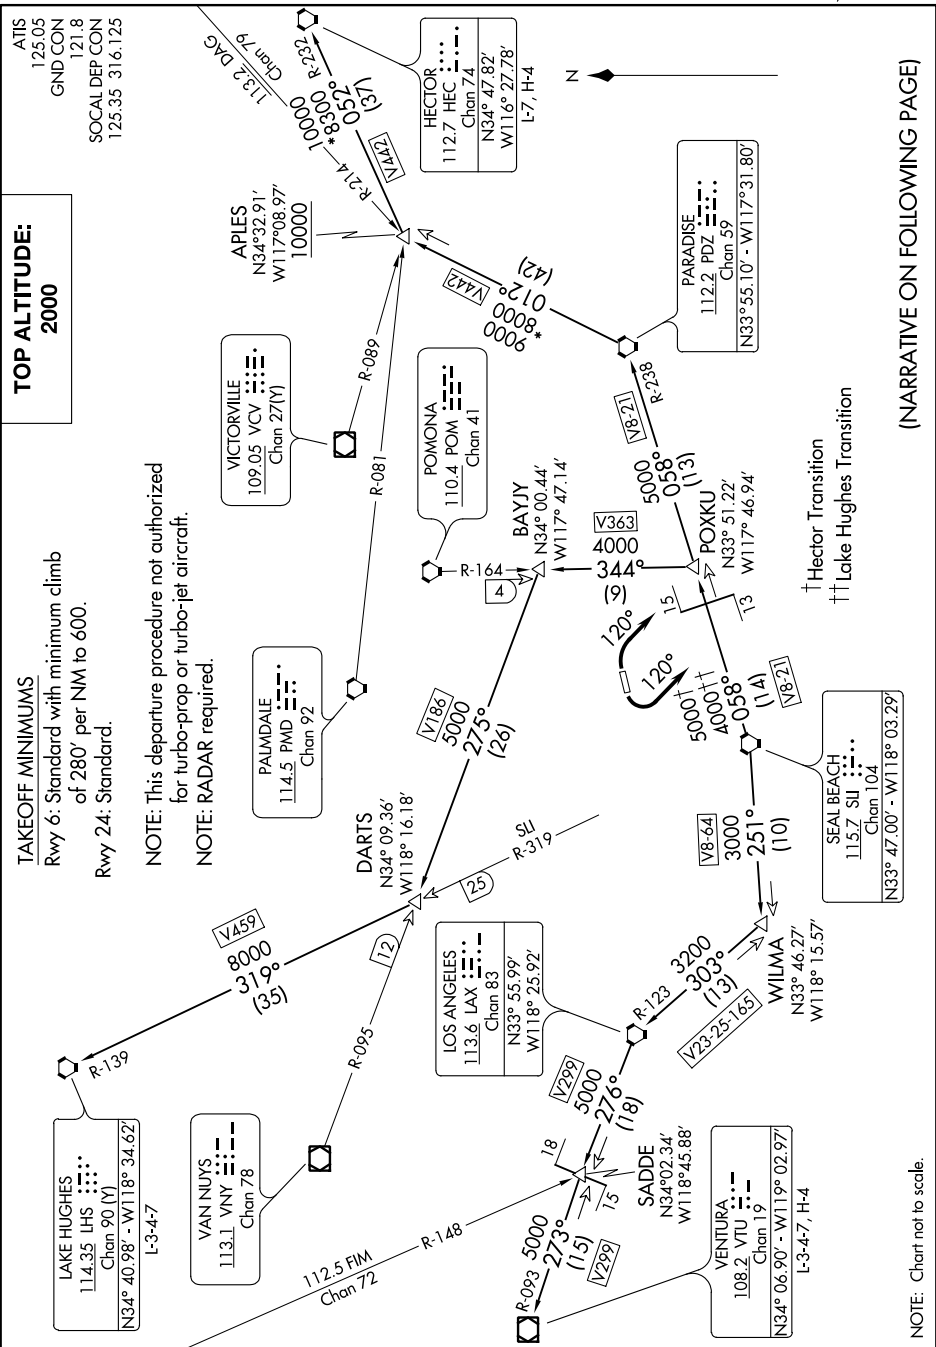 ATIS
125.05
GND CON
121.8
SOCAL DEP CON
125.35 316.125
TOP ALTITUDE:
2000
TAKEOFF MINIMUMS
Rwy 6: Standard with minimum climb
of 280' per NM to 600.
Rwy 24: Standard.
NOTE: This departure procedure not authorized
for turbo-prop or turbo-jet aircraft.
NOTE: RADAR required.
LAKE HUGHES
114.35 LHS
Chan 90 (Y)
N34° 40.98' - W118° 34.62'
L-3-4-7
R-139
V459
8000
319°
(35)
VAN NUYS
113.1 VNY
Chan 78
R-095
12
DARTS
N34° 09.36'
W118° 16.18'
25
SLI
R-319
V186
5000
275°
(26)
PALMDALE
114.5 PMD
Chan 92
R-081
VICTORVILLE
109.05 VCV
Chan 27(Y)
R-089
POMONA
110.4 POM
Chan 41
R-164
4
BAYJY
N34° 00.44'
W117° 47.14'
V363
4000
344°
(9)
APLES
N34°32.91'
W117°08.97'
10000
113.2 DAG
Chan 79
R-214
10000
*8300
052°
(37)
R-232
V442
HECTOR
112.7 HEC
Chan 74
N34° 47.82'
W116° 27.78'
L-7, H-4
N
V442
9000
*8000
012°
(42)
PARADISE
112.2 PDZ
Chan 59
N33°55.10' - W117°31.80'
R-238
V8-21
5000
058°
(13)
POXKU
N33° 51.22'
W117° 46.94'
15
13
120°
120°
5000†
4000††
058°
(14)
V8-21
SEAL BEACH
115.7 SLI
Chan 104
N33° 47.00' - W118° 03.29'
V8-64
3000
251°
(10)
WILMA
N33° 46.27'
W118° 15.57'
3200
303°
(13)
V23-25-165
R-123
LOS ANGELES
113.6 LAX
Chan 83
N33° 55.99'
W118° 25.92'
V299
5000
276°
(18)
18
15
SADDE
N34°02.34'
W118°45.88'
112.5 FIM
Chan 72
R-148
R-093
5000
273°
(15)
V299
VENTURA
108.2 VTU
Chan 19
N34° 06.90' - W119° 02.97'
L-3-4-7, H-4
†Hector Transition
††Lake Hughes Transition
NOTE: Chart not to scale.
(NARRATIVE ON FOLLOWING PAGE)